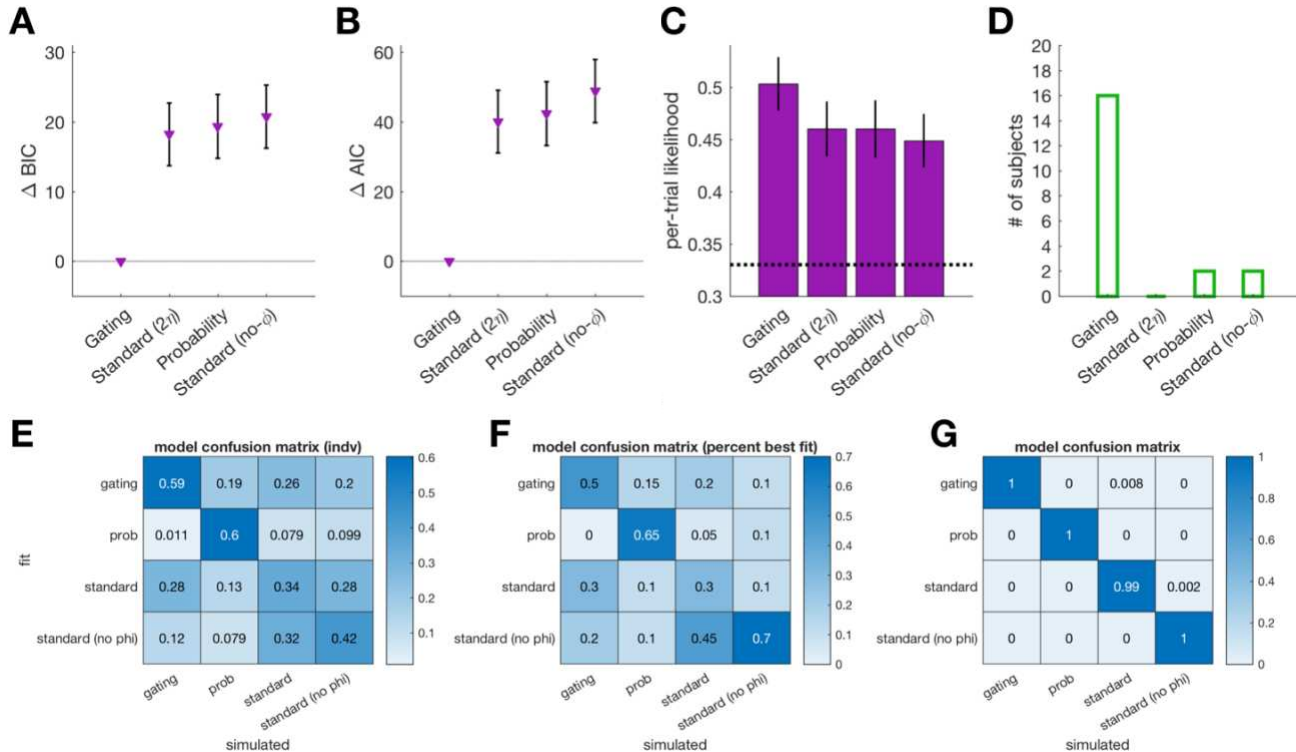 A
30
20
10
0
Δ BIC
Gating
Standard (2η)
Probability
Standard (no-ϕ)
B
60
40
20
0
Δ AIC
Gating
Standard (2η)
Probability
Standard (no-ϕ)
C
0.5
0.45
0.4
0.35
0.3
per-trial likelihood
Gating
Standard (2η)
Probability
Standard (no-ϕ)
D
20
18
16
14
12
10
8
6
4
2
0
# of subjects
Gating
Standard (2η)
Probability
Standard (no-ϕ)
E
model confusion matrix (indv)
gating 0.59 0.19 0.26 0.2
prob 0.011 0.6 0.079 0.099
standard 0.28 0.13 0.34 0.28
standard (no phi) 0.12 0.079 0.32 0.42
fit
gating prob standard standard (no phi)
simulated
0.6
0.5
0.4
0.3
0.2
0.1
F
model confusion matrix (percent best fit)
gating 0.5 0.15 0.2 0.1
prob 0 0.65 0.05 0.1
standard 0.3 0.1 0.3 0.1
standard (no phi) 0.2 0.1 0.45 0.7
gating prob standard standard (no phi)
simulated
0.7
0.6
0.5
0.4
0.3
0.2
0.1
0
G
model confusion matrix
gating 1 0 0.008 0
prob 0 1 0 0
standard 0 0 0.99 0.002
standard (no phi) 0 0 0 1
gating prob standard standard (no phi)
simulated
1
0.8
0.6
0.4
0.2
0